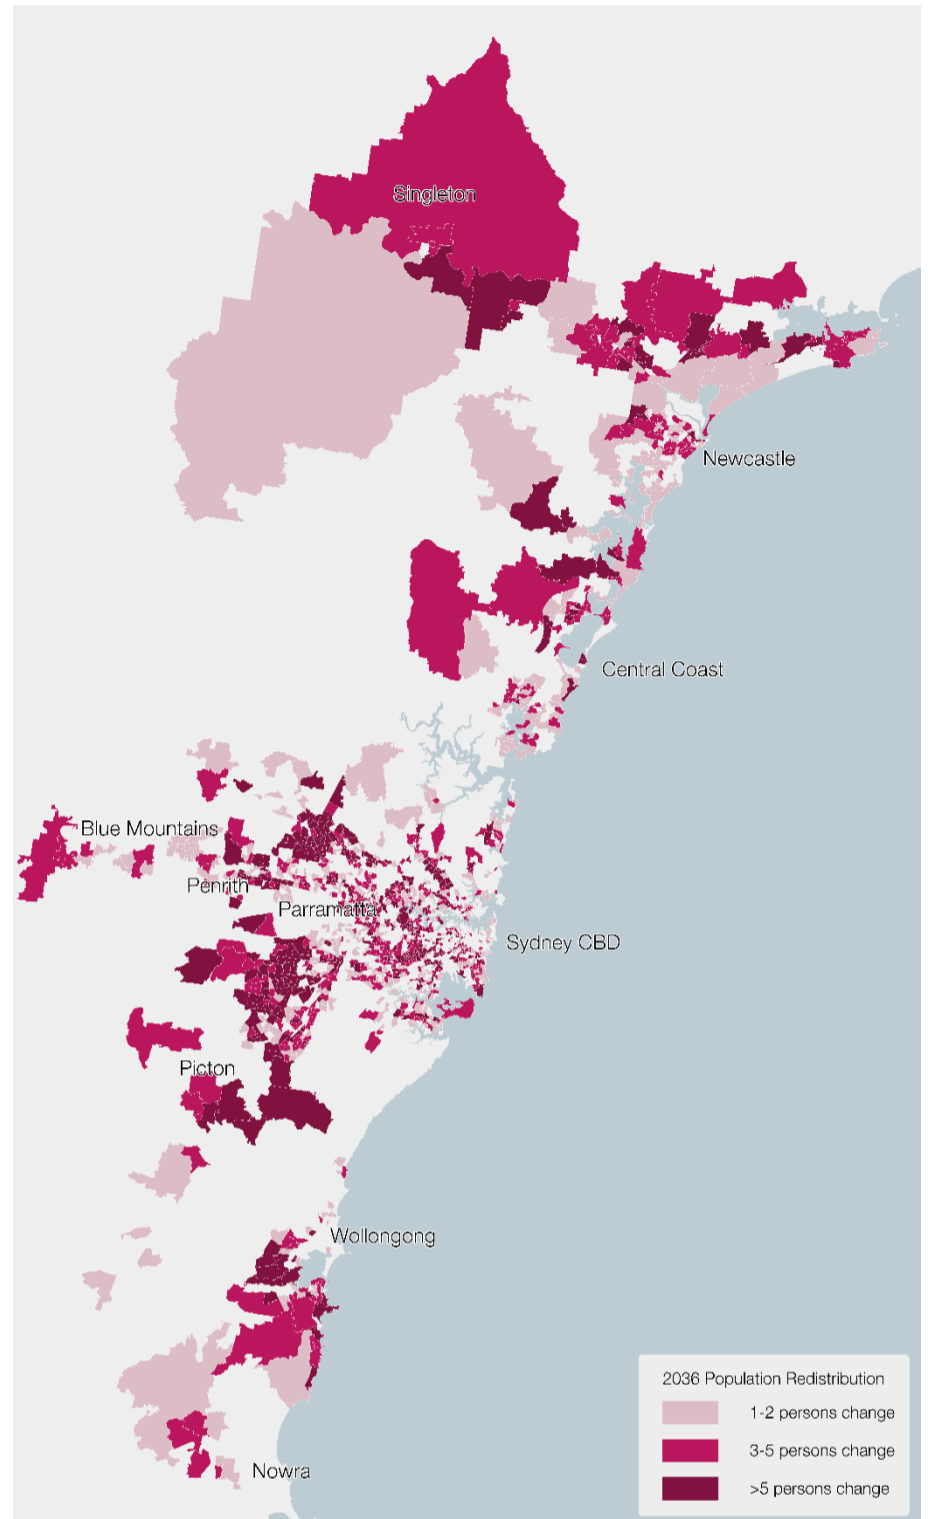 Singleton
Newcastle
Central Coast
Blue Mountains
Penrith
Parramatta
Sydney CBD
Picton
Wollongong
Nowra
2036 Population Redistribution
1-2 persons change
3-5 persons change
>5 persons change